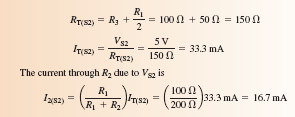 R_T(S2) = R_3 + R_1/2 = 100 Ω + 50 Ω = 150 Ω
I_T(S2) = V_S2/R_T(S2) = 5 V/150 Ω = 33.3 mA
The current through R_2 due to V_S2 is
I_2(S2) = (R_1/(R_1 + R_2))I_T(S2) = (100 Ω/200 Ω)33.3 mA = 16.7 mA